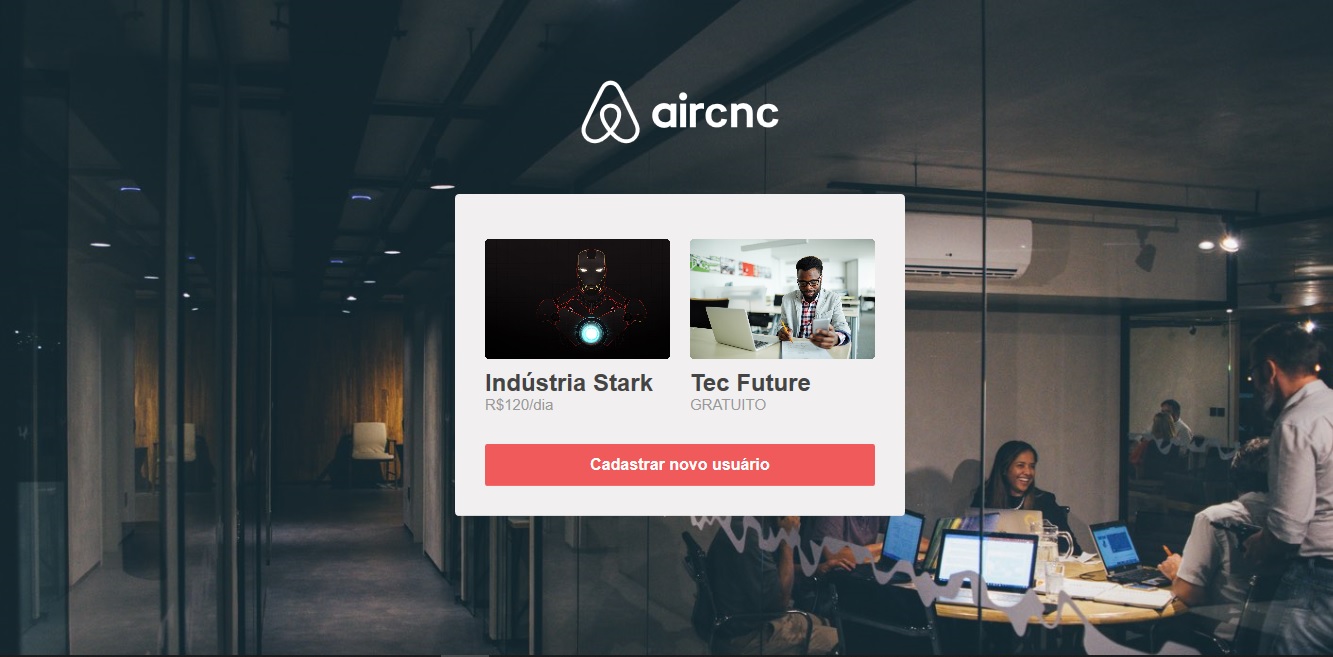 aircnc
Indústria Stark
R$120/dia
Tec Future
GRATUITO
Cadastrar novo usuário